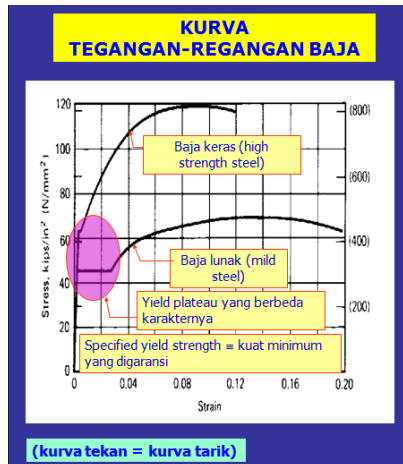 KURVA
TEGANGAN-REGANGAN BAJA
120
100
80
60
40
20
0
(800)
(600)
(400)
(200)
Stress, kips/in² (N/mm²)
Baja keras (high
strength steel)
Baja lunak (mild
steel)
Yield plateau yang berbeda
karakternya
Specified yield strength = kuat minimum
yang digaransi
0 0.04 0.08 0.12 0.16 0.20
Strain
(kurva tekan = kurva tarik)